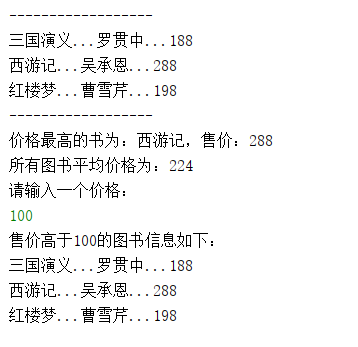 ------------------
三国演义...罗贯中...188
西游记...吴承恩...288
红楼梦...曹雪芹...198
------------------
价格最高的书为：西游记，售价：288
所有图书平均价格为：224
请输入一个价格：
100
售价高于100的图书信息如下：
三国演义...罗贯中...188
西游记...吴承恩...288
红楼梦...曹雪芹...198